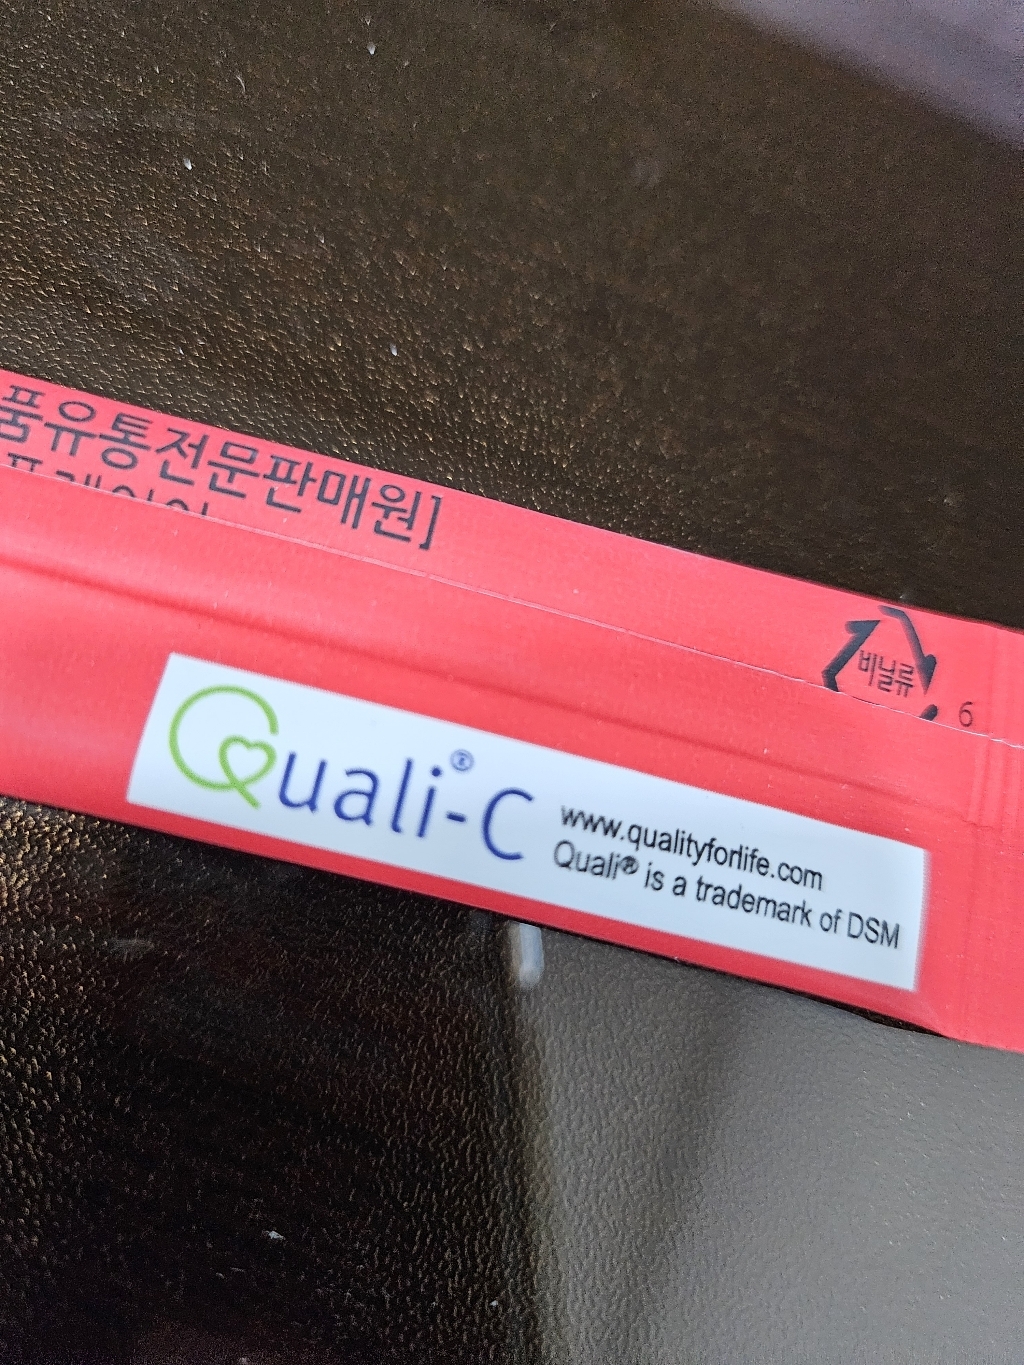 품유통전문판매원]
비닐류
6
Quali®-C
www.qualityforlife.com
Quali® is a trademark of DSM